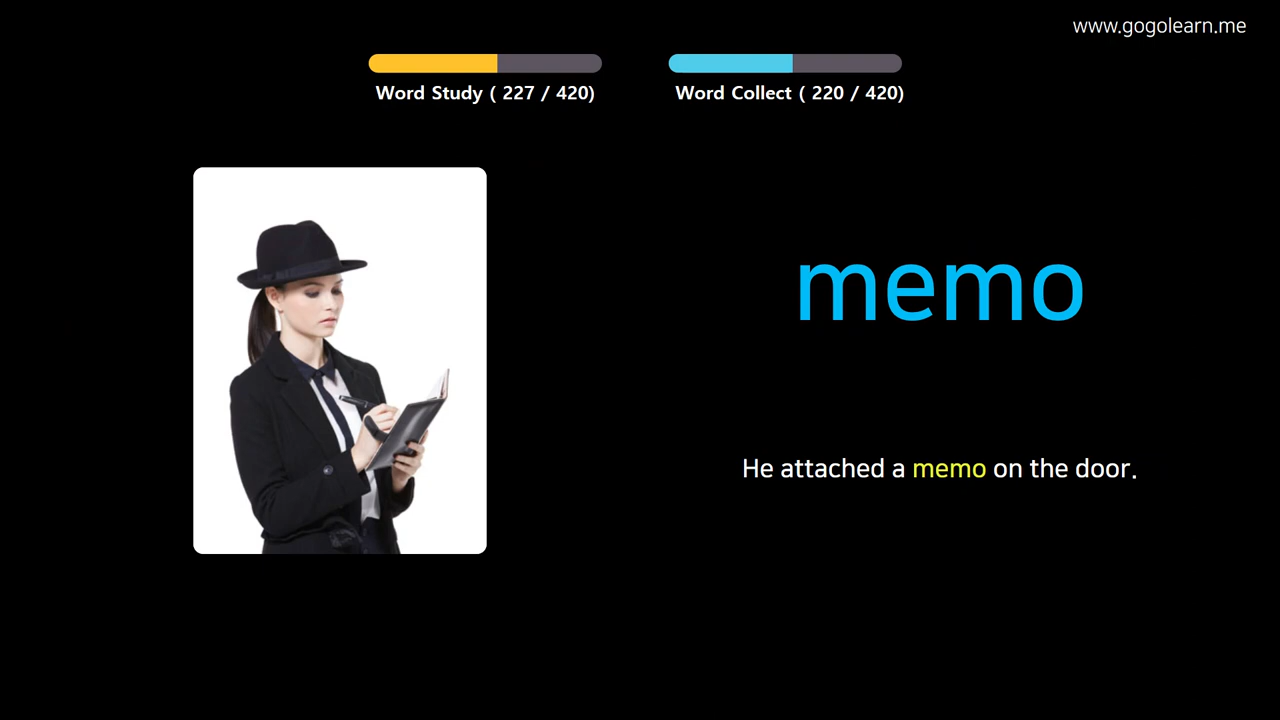 www.gogolearn.me
Word Study ( 227 / 420)
Word Collect ( 220 / 420)
memo
He attached a memo on the door.